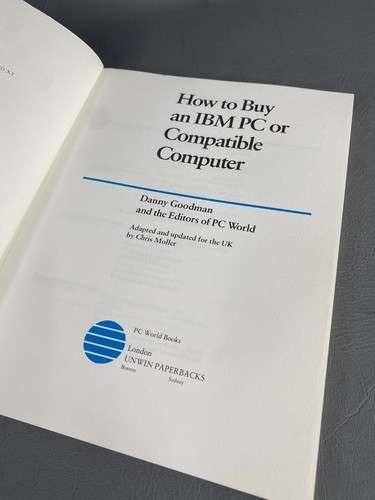 How to Buy
an IBM PC or
Compatible
Computer
Danny Goodman
and the Editors of PC World
Adapted and updated for the UK
by Chris Moller
PC World Books
London
UNWIN PAPERBACKS
Boston Sydney